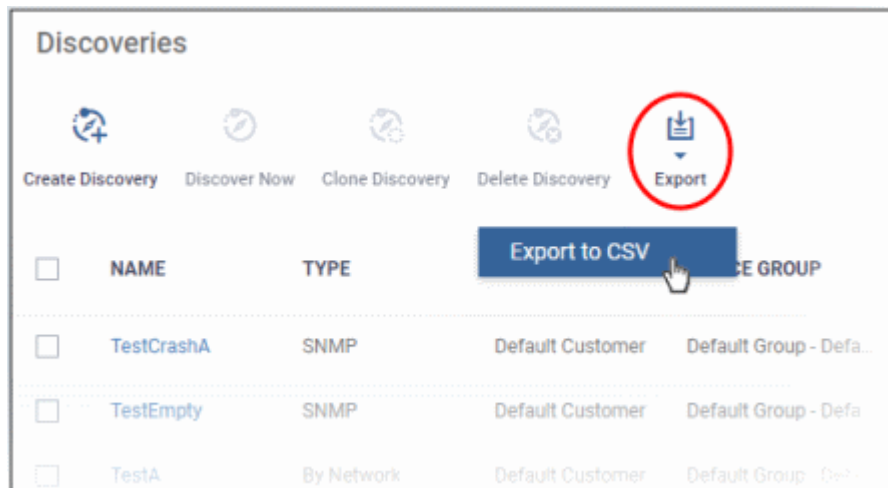 Discoveries
Create Discovery Discover Now Clone Discovery Delete Discovery Export
Export to CSV
NAME TYPE CE GROUP
TestCrashA SNMP Default Customer Default Group - Defa...
TestEmpty SNMP Default Customer Default Group - Defa
TestA By Network Default Customer Default Group - Def